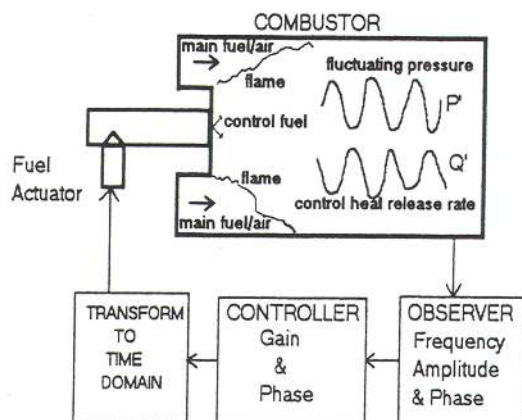 COMBUSTOR
main fuel/air
flame
fluctuating pressure
P'
control fuel
Fuel
Actuator
flame
Q'
main fuel/air
control heal release rate
TRANSFORM
TO
TIME
DOMAIN
CONTROLLER
Gain
&
Phase
OBSERVER
Frequency
Amplitude
& Phase